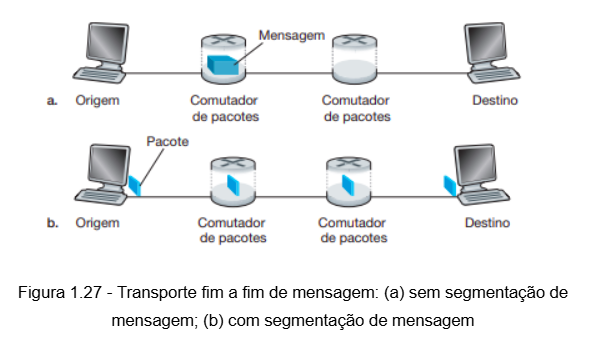 Mensagem
a. Origem Comutador de pacotes Comutador de pacotes Destino
Pacote
b. Origem Comutador de pacotes Comutador de pacotes Destino
Figura 1.27 - Transporte fim a fim de mensagem: (a) sem segmentação de
mensagem; (b) com segmentação de mensagem